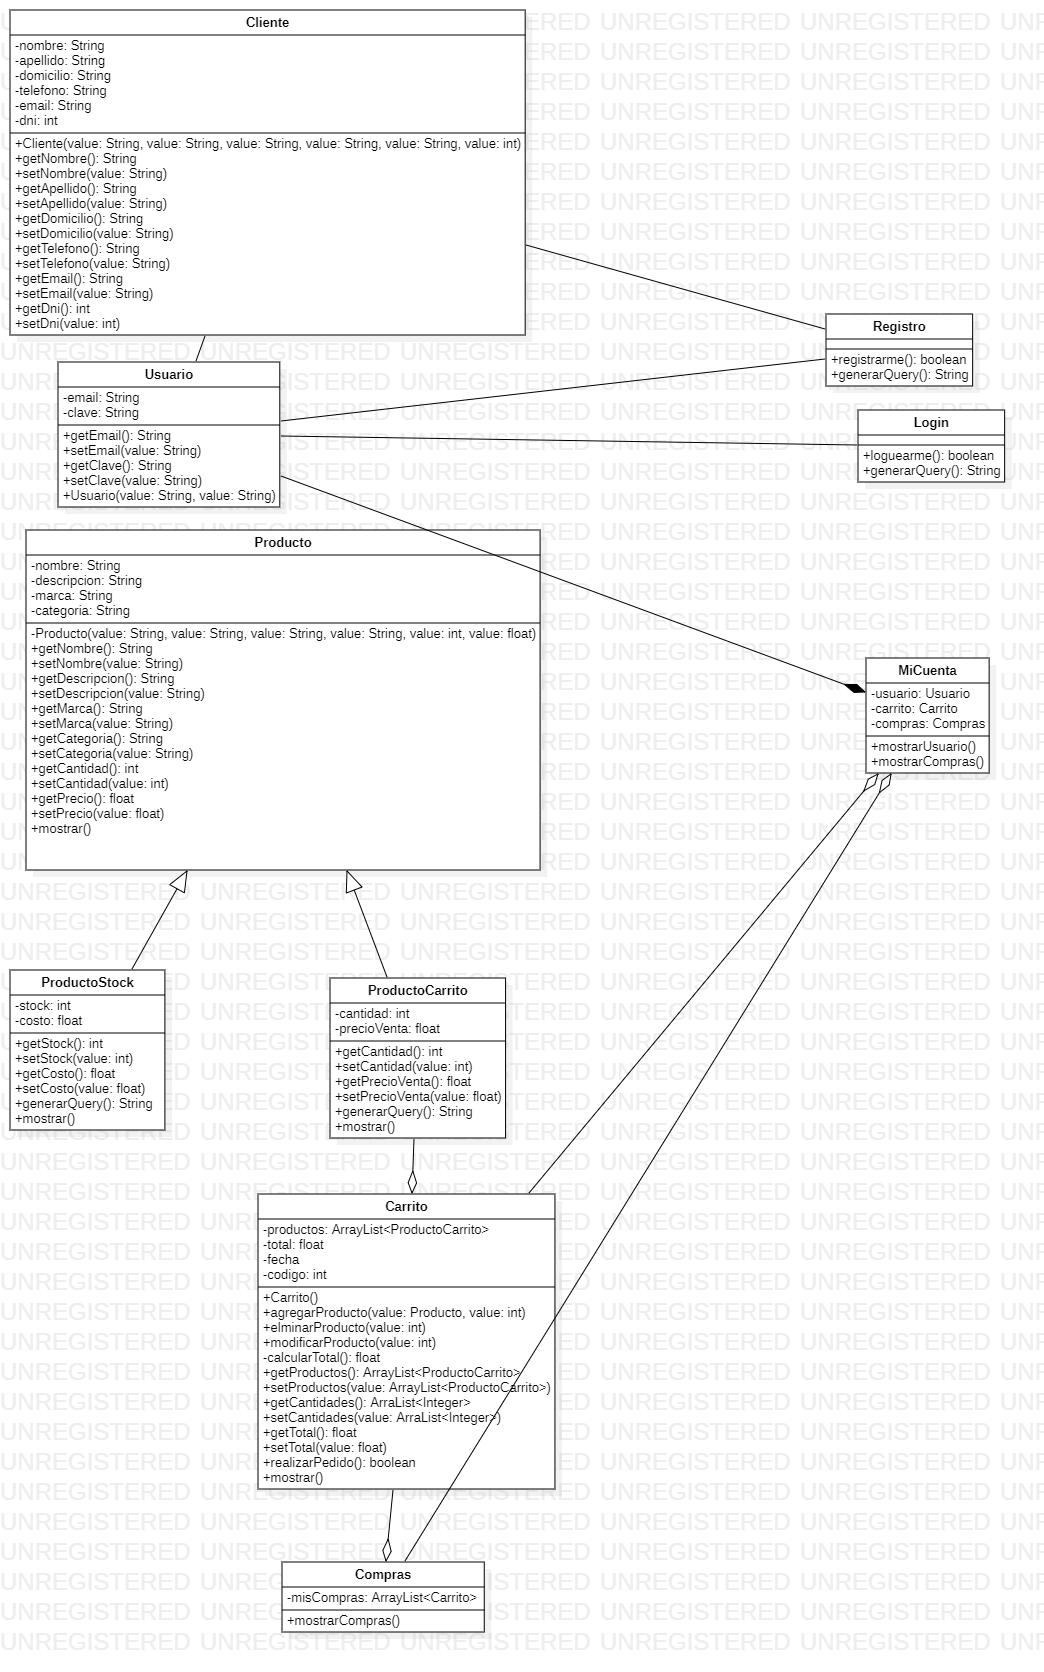 Cliente
-nombre: String
-apellido: String
-domicilio: String
-telefono: String
-email: String
-dni: int
+Cliente(value: String, value: String, value: String, value: String, value: String, value: int)
+getNombre(): String
+setNombre(value: String)
+getApellido(): String
+setApellido(value: String)
+getDomicilio(): String
+setDomicilio(value: String)
+getTelefono(): String
+setTelefono(value: String)
+getEmail(): String
+setEmail(value: String)
+getDni(): int
+setDni(value: int)
Registro
+registrarme(): boolean
+generarQuery(): String
Usuario
-email: String
-clave: String
+getEmail(): String
+setEmail(value: String)
+getClave(): String
+setClave(value: String)
+Usuario(value: String, value: String)
Login
+loguearme(): boolean
+generarQuery(): String
Producto
-nombre: String
-descripcion: String
-marca: String
-categoria: String
-Producto(value: String, value: String, value: String, value: String, value: int, value: float)
+getNombre(): String
+setNombre(value: String)
+getDescripcion(): String
+setDescripcion(value: String)
+getMarca(): String
+setMarca(value: String)
+getCategoria(): String
+setCategoria(value: String)
+getCantidad(): int
+setCantidad(value: int)
+getPrecio(): float
+setPrecio(value: float)
+mostrar()
MiCuenta
-usuario: Usuario
-carrito: Carrito
-compras: Compras
+mostrarUsuario()
+mostrarCompras()
ProductoStock
-stock: int
-costo: float
+getStock(): int
+setStock(value: int)
+getCosto(): float
+setCosto(value: float)
+generarQuery(): String
+mostrar()
ProductoCarrito
-cantidad: int
-precioVenta: float
+getCantidad(): int
+setCantidad(value: int)
+getPrecioVenta(): float
+setPrecioVenta(value: float)
+generarQuery(): String
+mostrar()
Carrito
-productos: ArrayList<ProductoCarrito>
-total: float
-fecha
-codigo: int
+Carrito()
+agregarProducto(value: Producto, value: int)
+elminarProducto(value: int)
+modificarProducto(value: int)
-calcularTotal(): float
+getProductos(): ArrayList<ProductoCarrito>
+setProductos(value: ArrayList<ProductoCarrito>)
+getCantidades(): ArraList<Integer>
+setCantidades(value: ArraList<Integer>)
+getTotal(): float
+setTotal(value: float)
+realizarPedido(): boolean
+mostrar()
Compras
-misCompras: ArrayList<Carrito>
+mostrarCompras()
UNREGISTERED